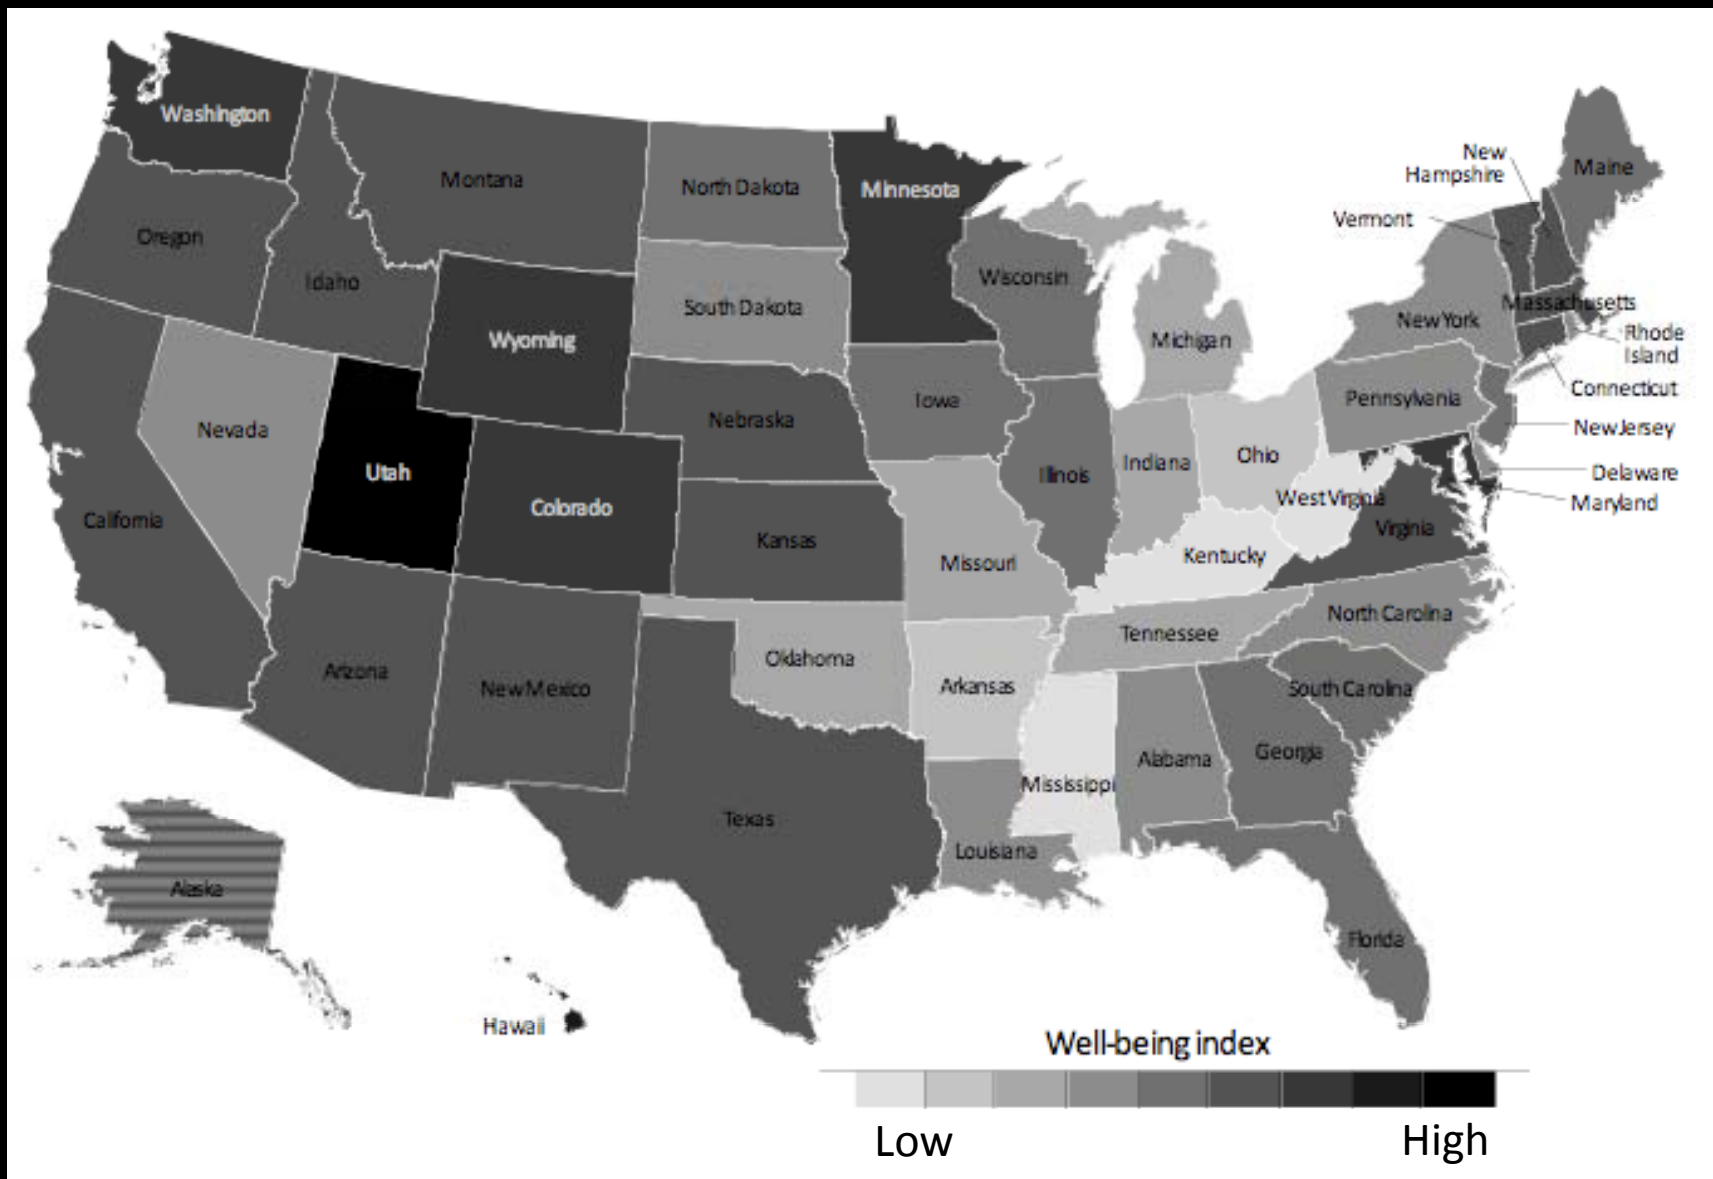 Washington
Montana
North Dakota
Minnesota
New
Hampshire
Maine
Vermont
Oregon
Idaho
Wyoming
South Dakota
Wisconsin
Michigan
New York
Massachusetts
Rhode
Island
Connecticut
Nevada
Utah
Colorado
Nebraska
Iowa
Illinois
Indiana
Ohio
Pennsylvania
New Jersey
Delaware
Maryland
West Virginia
Virginia
California
Kansas
Missouri
Kentucky
Arizona
New Mexico
Oklahoma
Arkansas
Tennessee
North Carolina
South Carolina
Texas
Louisiana
Mississippi
Alabama
Georgia
Florida
Alaska
Hawaii
Well-being index
Low
High